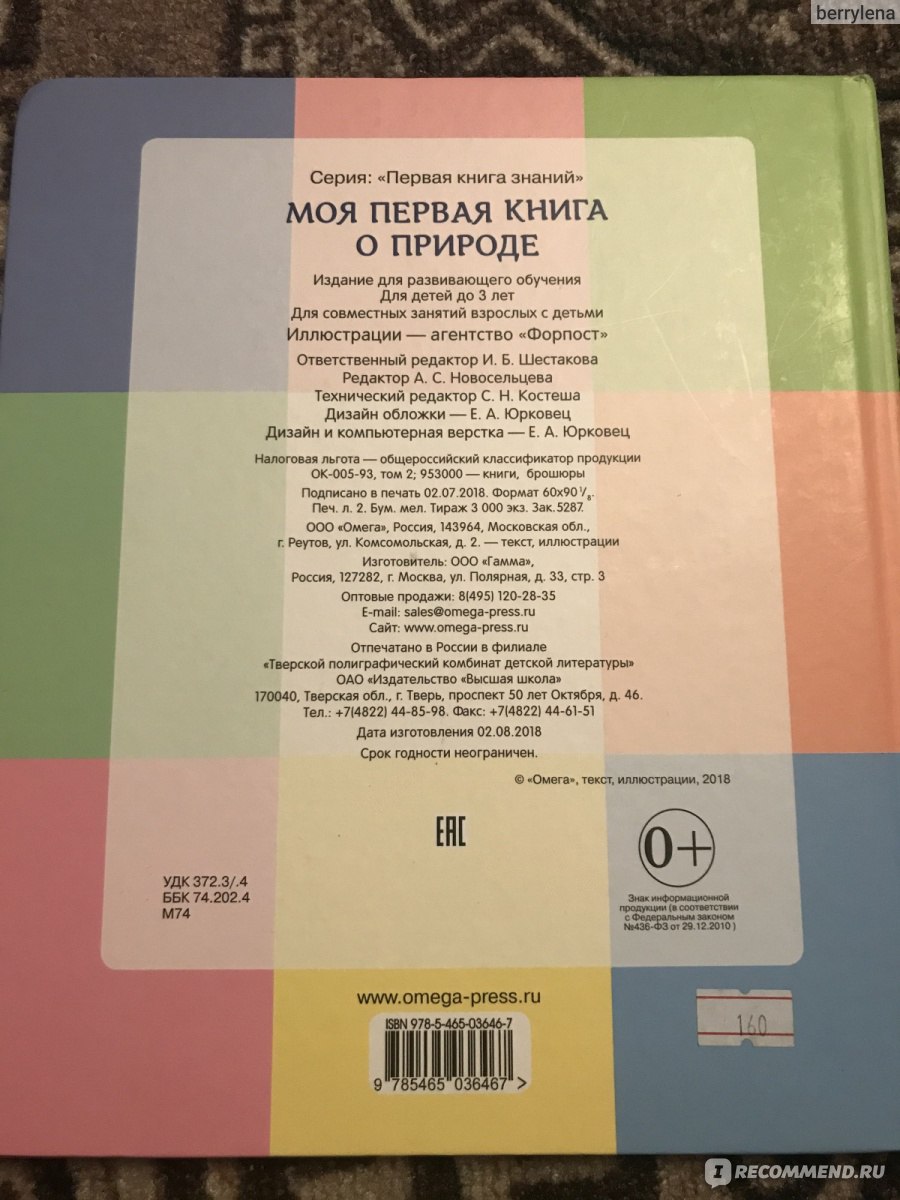 berrylena
Серия: «Первая книга знаний»
МОЯ ПЕРВАЯ КНИГА
О ПРИРОДЕ
Издание для развивающего обучения
Для детей до 3 лет
Для совместных занятий взрослых с детьми
Иллюстрации — агентство «Форпост»
Ответственный редактор И. Б. Шестакова
Редактор А. С. Новосельцева
Технический редактор С. Н. Костеша
Дизайн обложки — Е. А. Юрковец
Дизайн и компьютерная верстка — Е. А. Юрковец
Налоговая льгота — общероссийский классификатор продукции
ОК-005-93, том 2; 953000 — книги, брошюры
Подписано в печать 02.07.2018. Формат 60х90 1/8.
Печ. л. 2. Бум. мел. Тираж 3 000 экз. Зак.5287.
ООО «Омега», Россия, 143964, Московская обл.,
г. Реутов, ул. Комсомольская, д. 2. — текст, иллюстрации
Изготовитель: ООО «Гамма»,
Россия, 127282, г. Москва, ул. Полярная, д. 33, стр. 3
Оптовые продажи: 8(495) 120-28-35
E-mail: sales@omega-press.ru
Сайт: www.omega-press.ru
Отпечатано в России в филиале
«Тверской полиграфический комбинат детской литературы»
ОАО «Издательство «Высшая школа»
170040, Тверская обл., г. Тверь, проспект 50 лет Октября, д. 46.
Тел.: +7(4822) 44-85-98. Факс: +7(4822) 44-61-51
Дата изготовления 02.08.2018
Срок годности неограничен.
© «Омега», текст, иллюстрации, 2018
EAC
0+
Знак информационной
продукции (в соответствии
с Федеральным законом
№436-ФЗ от 29.12.2010 )
УДК 372.3/.4
ББК 74.202.4
М74
www.omega-press.ru
ISBN 978-5-465-03646-7
9 785465 036467 >
160
IRECOMMEND.RU